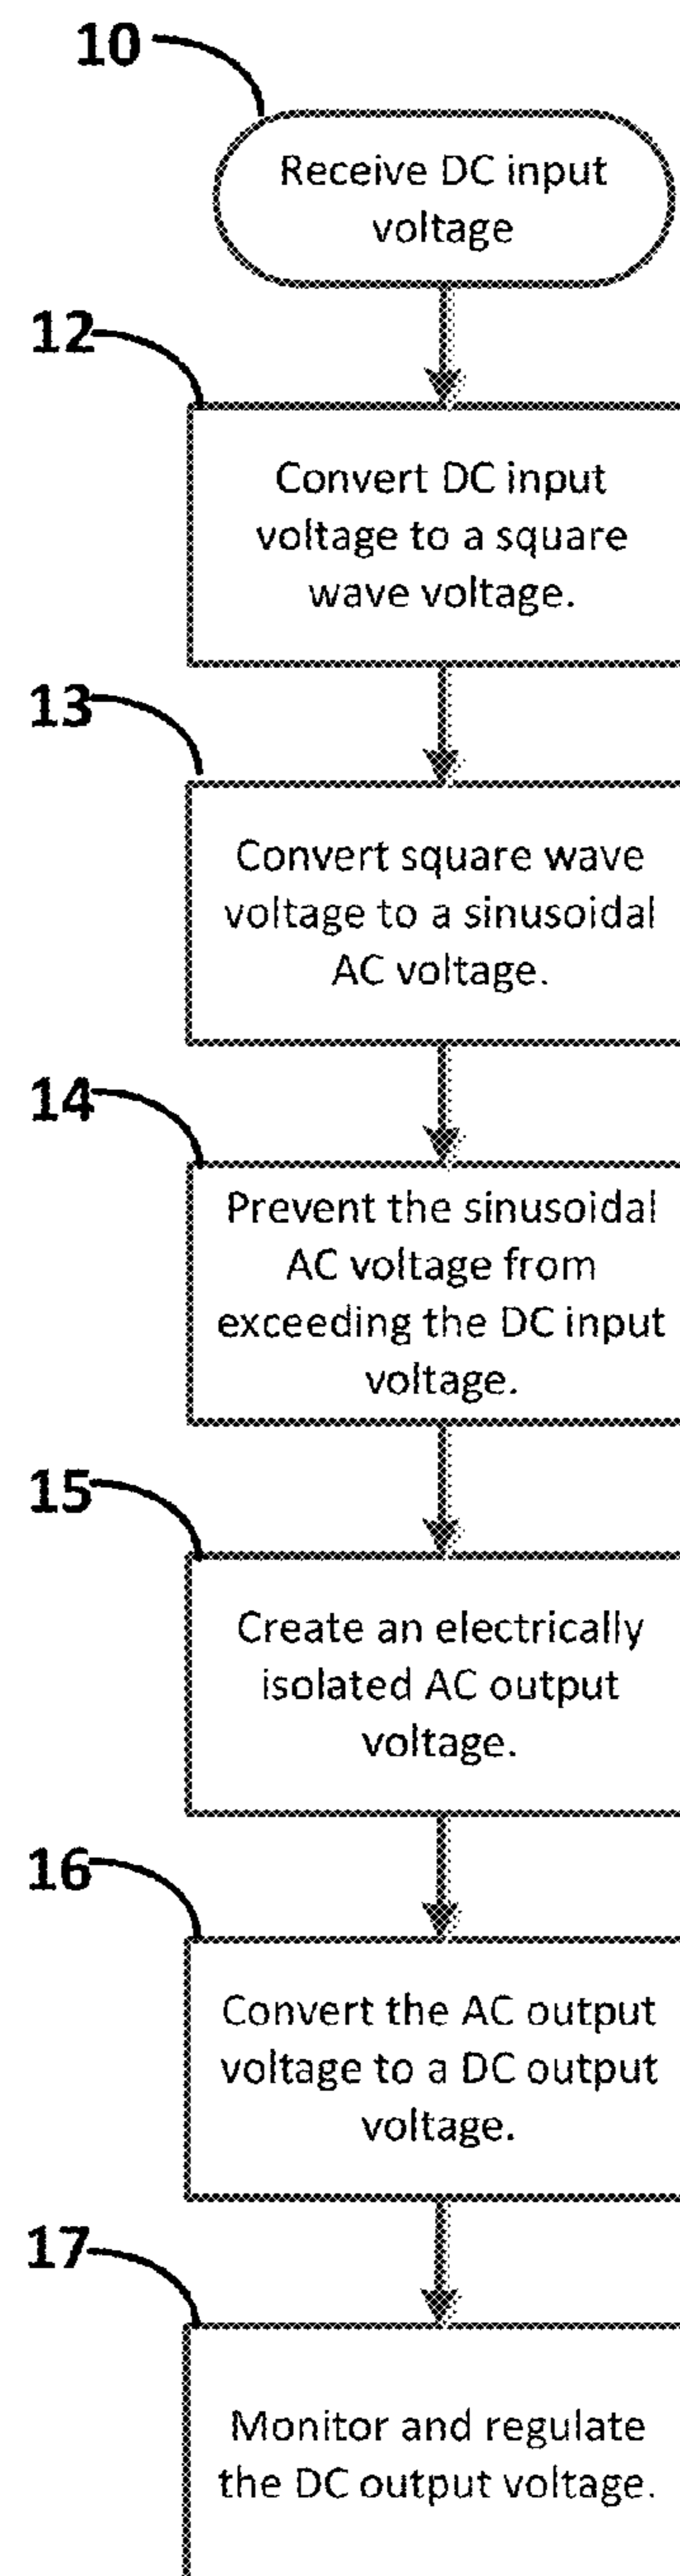 10
Receive DC input
voltage
12
Convert DC input
voltage to a square
wave voltage.
13
Convert square wave
voltage to a sinusoidal
AC voltage.
14
Prevent the sinusoidal
AC voltage from
exceeding the DC input
voltage.
15
Create an electrically
isolated AC output
voltage.
16
Convert the AC output
voltage to a DC output
voltage.
17
Monitor and regulate
the DC output voltage.